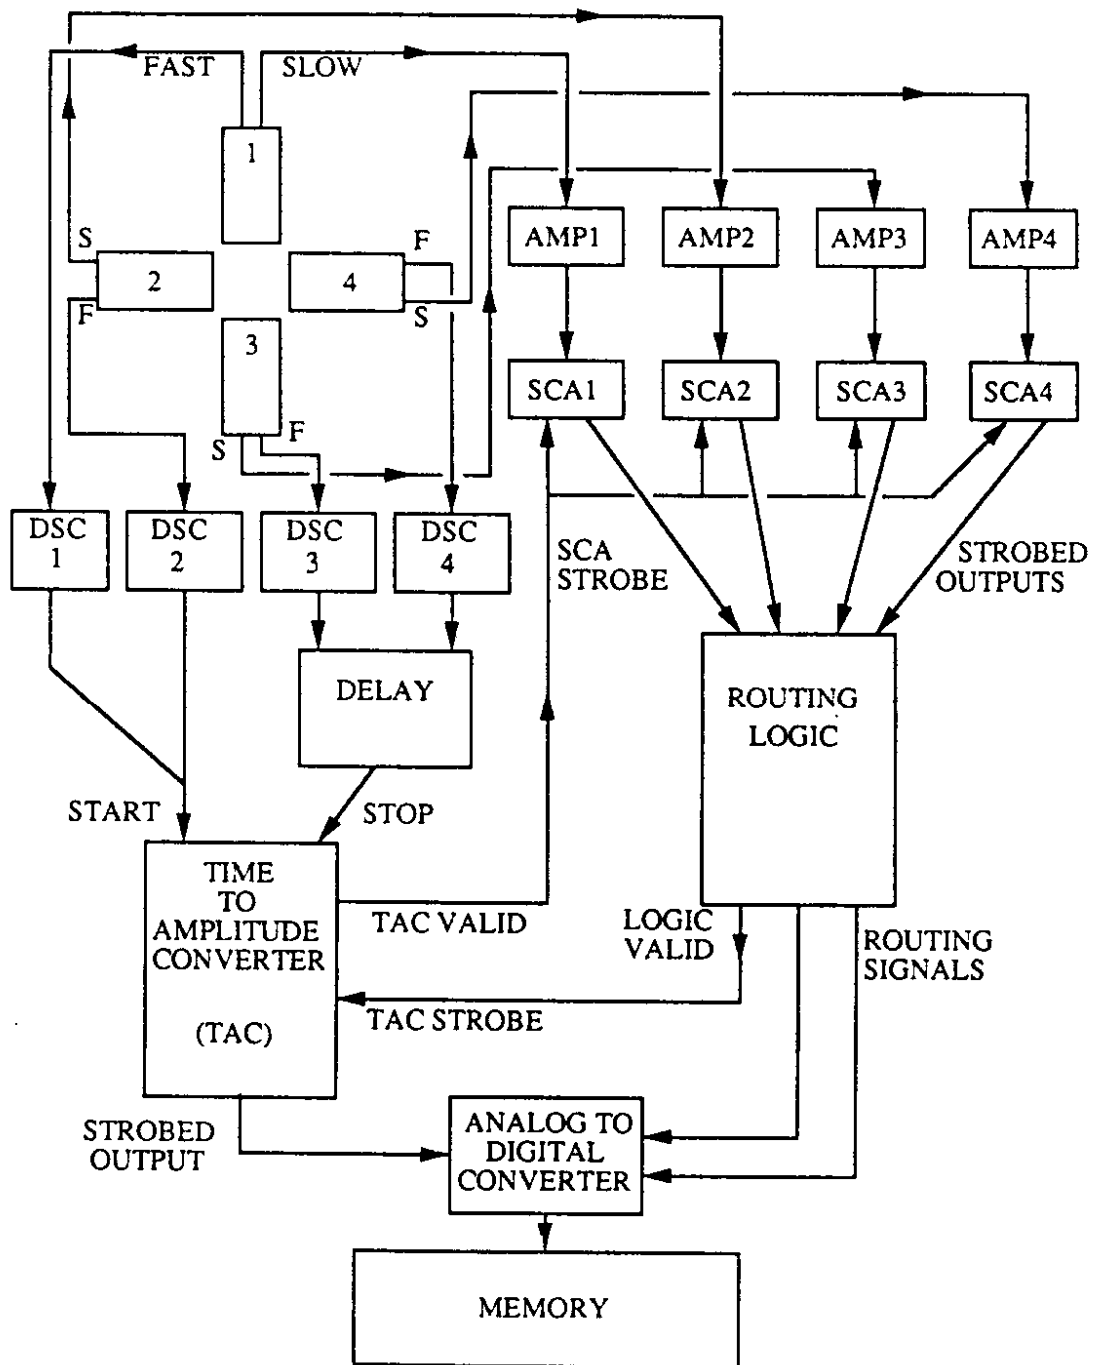 FAST
SLOW
1
S
2
F
F
4
S
3
S
F
AMP1
AMP2
AMP3
AMP4
SCA1
SCA2
SCA3
SCA4
DSC
1
DSC
2
DSC
3
DSC
4
SCA
STROBE
STROBED
OUTPUTS
DELAY
ROUTING
LOGIC
START
STOP
TIME
TO
AMPLITUDE
CONVERTER
(TAC)
TAC VALID
LOGIC
VALID
ROUTING
SIGNALS
TAC STROBE
STROBED
OUTPUT
ANALOG TO
DIGITAL
CONVERTER
MEMORY